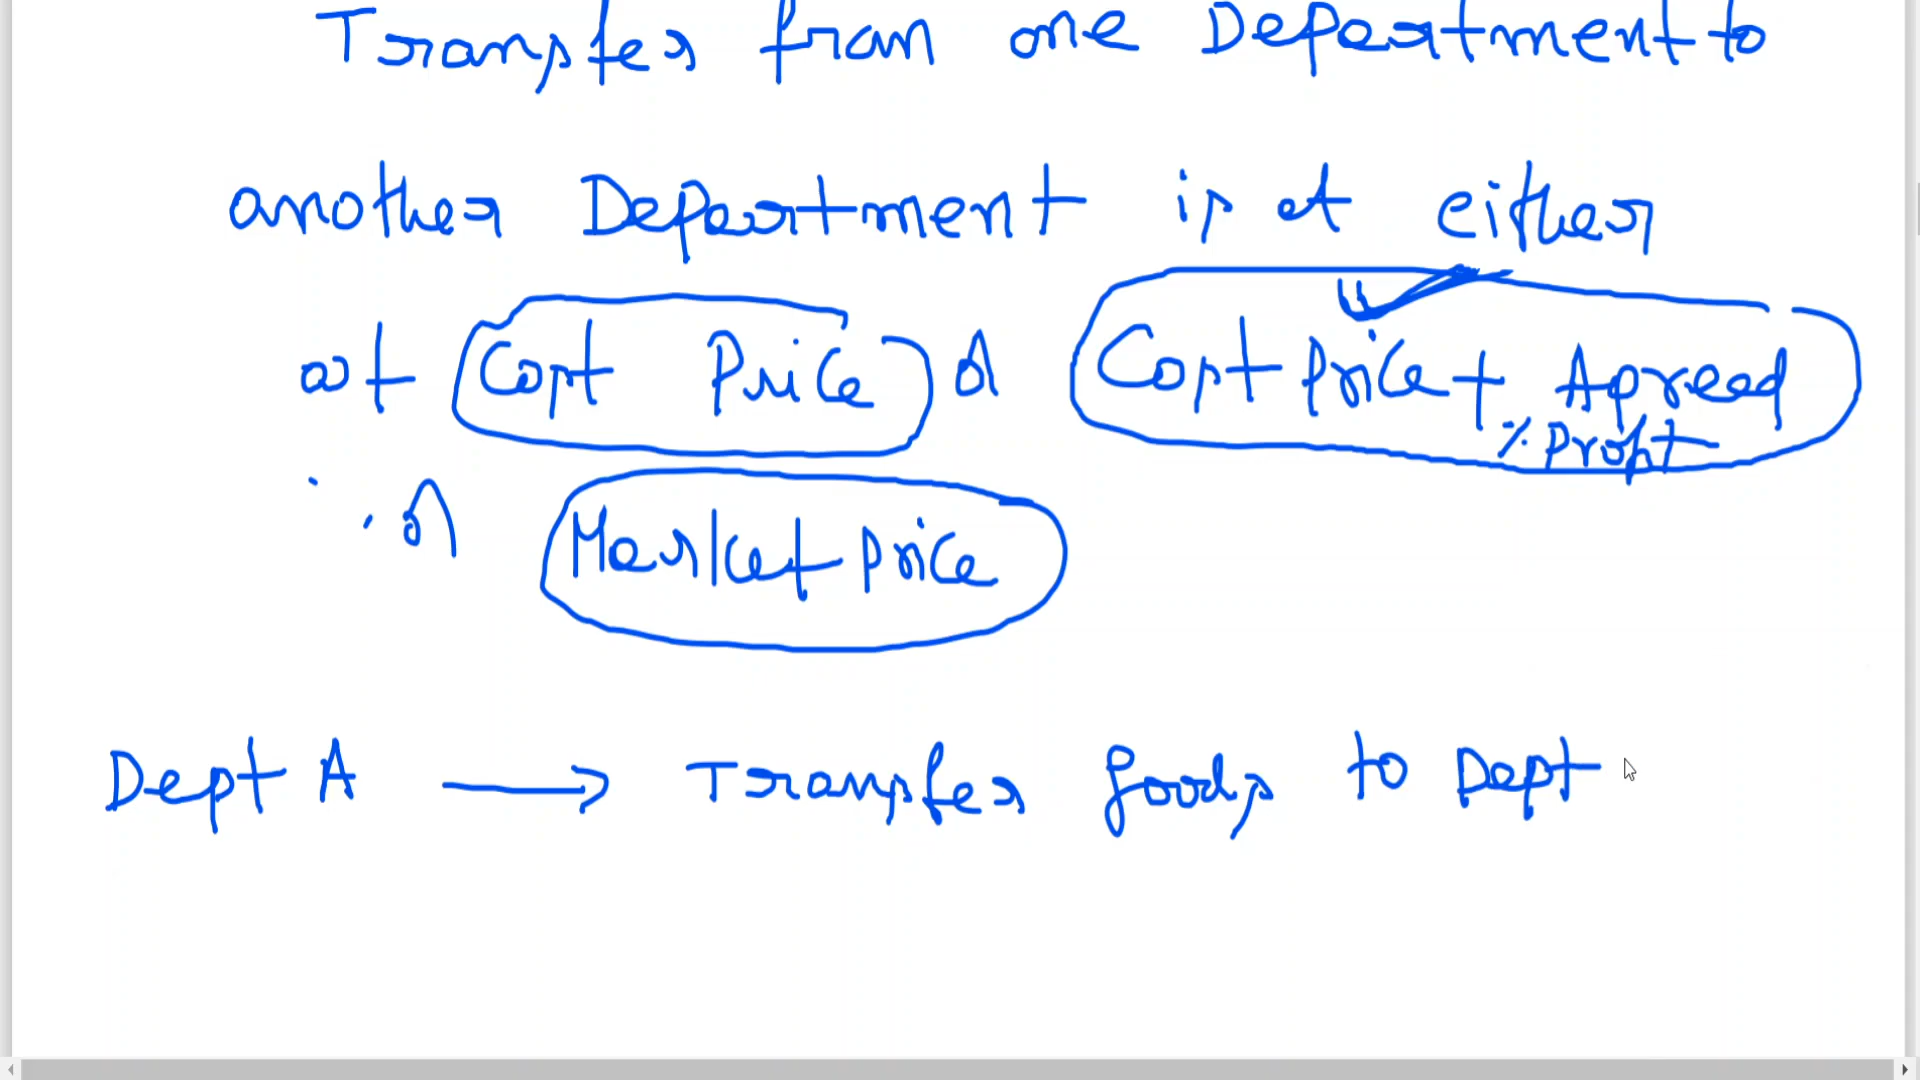 Transfer from one Department to
another Department is at either
at Cost Price or Cost price + Agreed
% Profit
or Market price
Dept A → Transfer goods to Dept